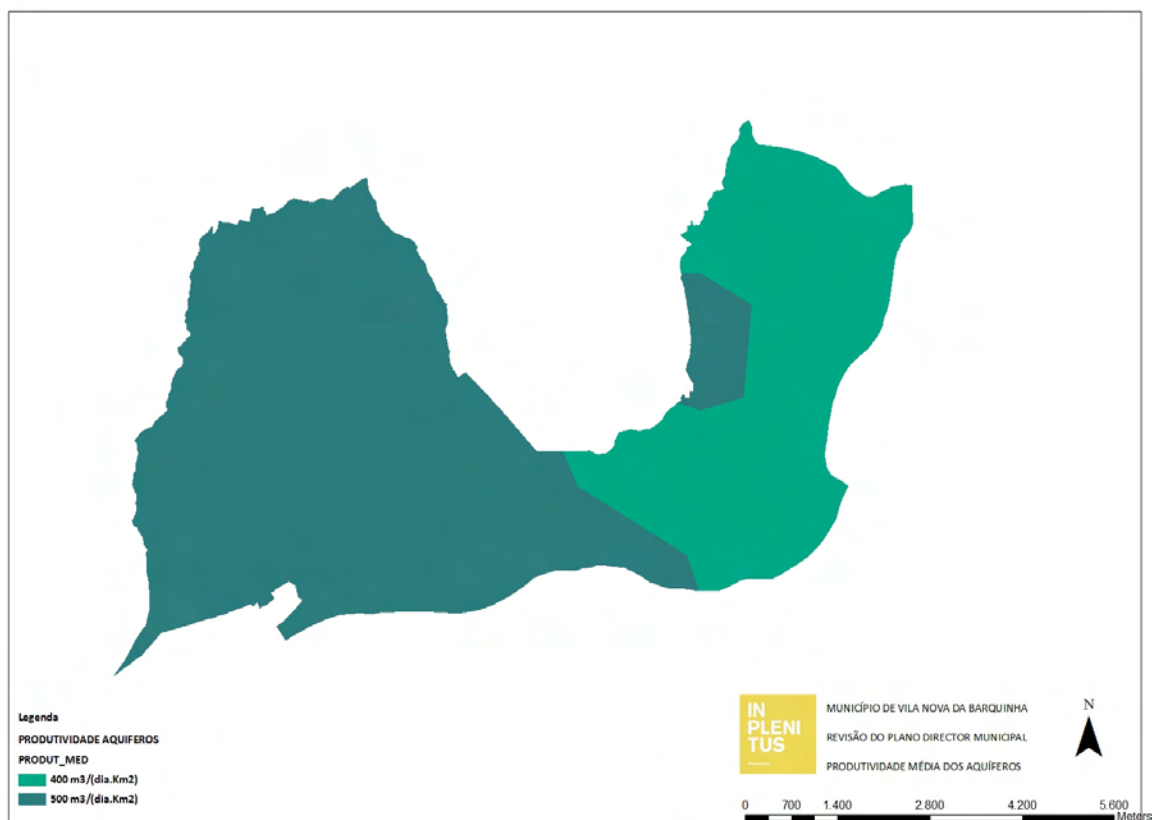 Legenda
PRODUTIVIDADE AQUIFEROS
PRODUT_MED
400 m3/(dia.Km2)
500 m3/(dia.Km2)
IN
PLENI
TUS
MUNICÍPIO DE VILA NOVA DA BARQUINHA
REVISÃO DO PLANO DIRECTOR MUNICIPAL
PRODUTIVIDADE MÉDIA DOS AQUÍFEROS
N
0 700 1.400 2.800 4.200 5.600
Meters